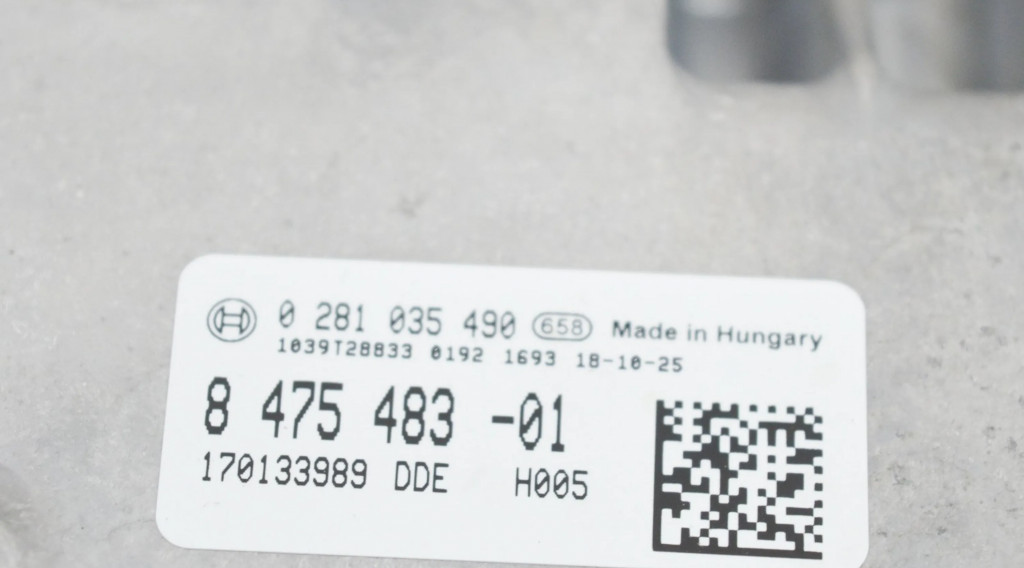 0 281 035 490 658 Made in Hungary
1039T28833 0192 1693 18-10-25
8 475 483 -01
170133989 DDE H005